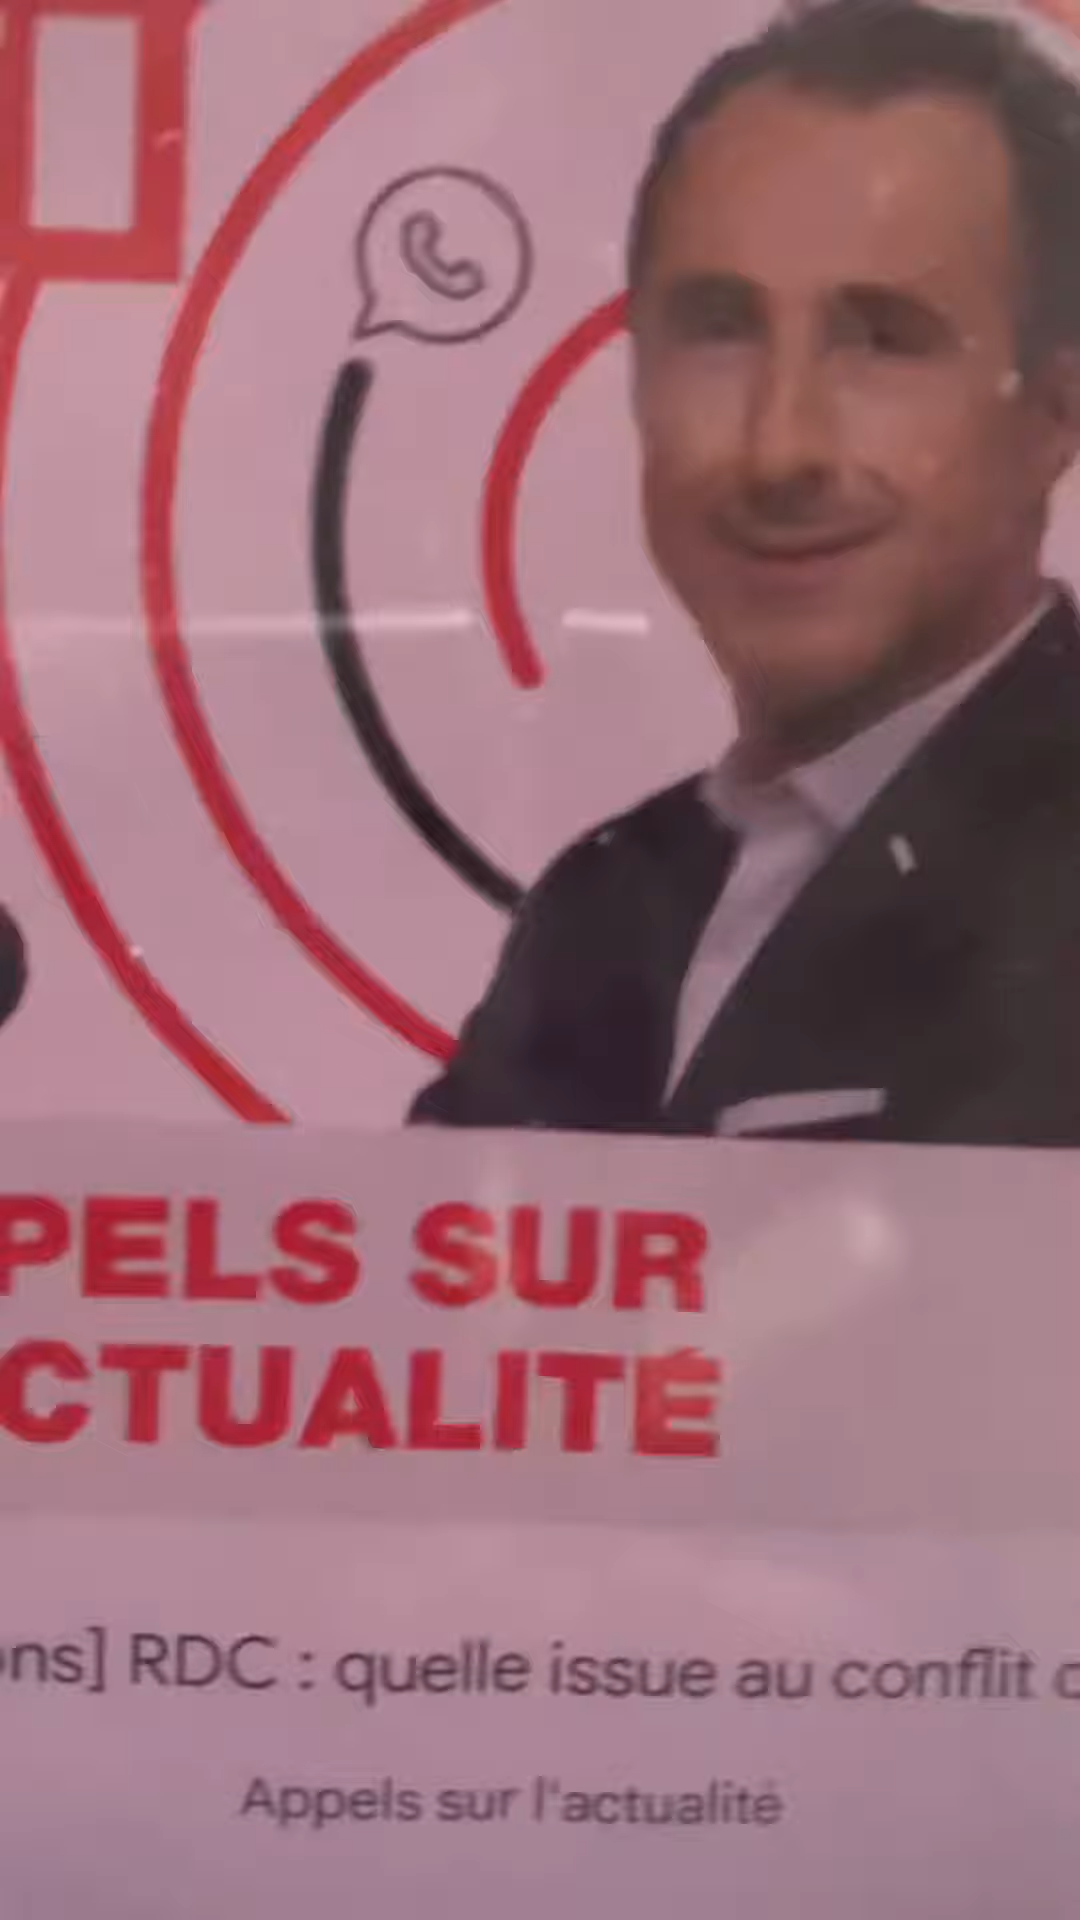 PELS SUR
CTUALITÉ
ons] RDC : quelle issue au conflit
Appels sur l'actualité